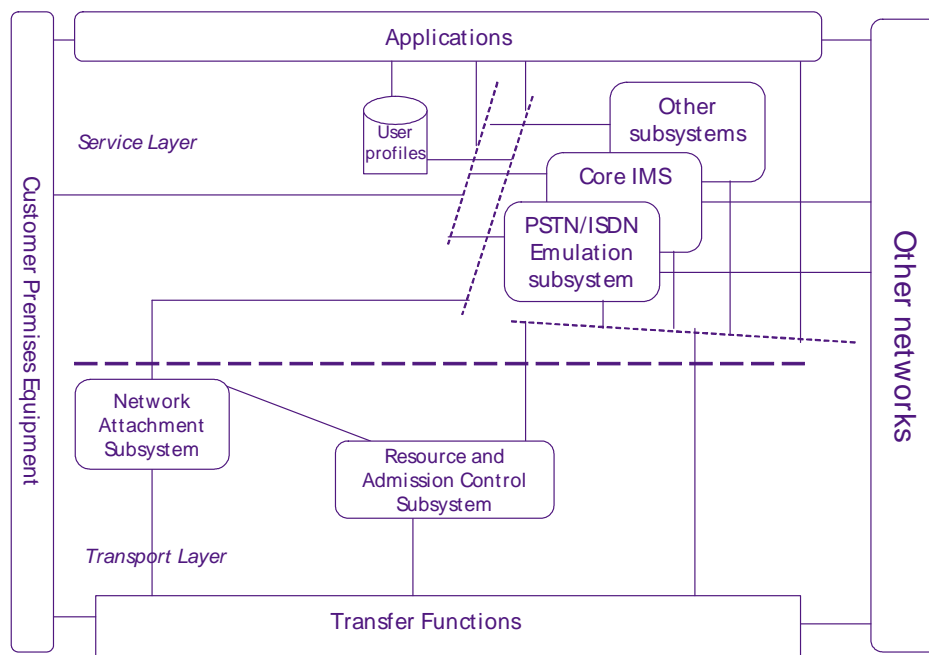 Applications
Other
subsystems
User
profiles
Service Layer
Core IMS
PSTN/ISDN
Emulation
subsystem
Customer Premises Equipment
Other networks
Network
Attachment
Subsystem
Resource and
Admission Control
Subsystem
Transport Layer
Transfer Functions